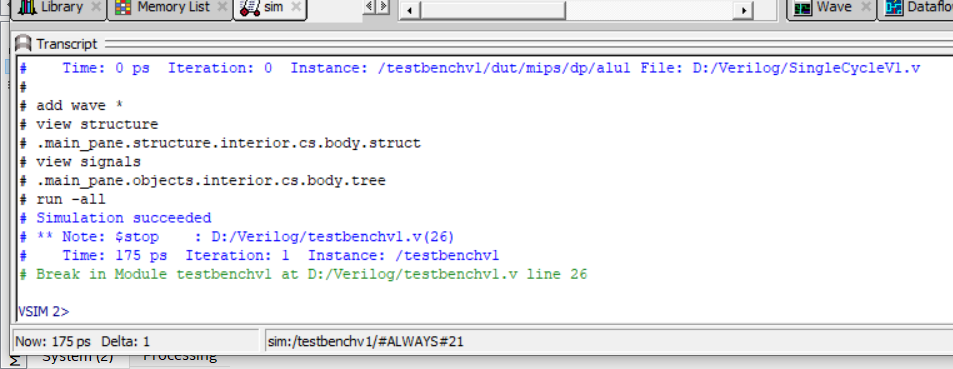 Library Memory List sim Wave Dataflow
Transcript
#    Time: 0 ps  Iteration: 0  Instance: /testbenchv1/dut/mips/dp/alu1 File: D:/Verilog/SingleCycleV1.v
#
# add wave *
# view structure
# .main_pane.structure.interior.cs.body.struct
# view signals
# .main_pane.objects.interior.cs.body.tree
# run -all
# Simulation succeeded
# ** Note: $stop    : D:/Verilog/testbenchv1.v(26)
#    Time: 175 ps  Iteration: 1  Instance: /testbenchv1
# Break in Module testbenchv1 at D:/Verilog/testbenchv1.v line 26
VSIM 2>
Now: 175 ps  Delta: 1 sim:/testbenchv1/#ALWAYS#21
System (2) Processing